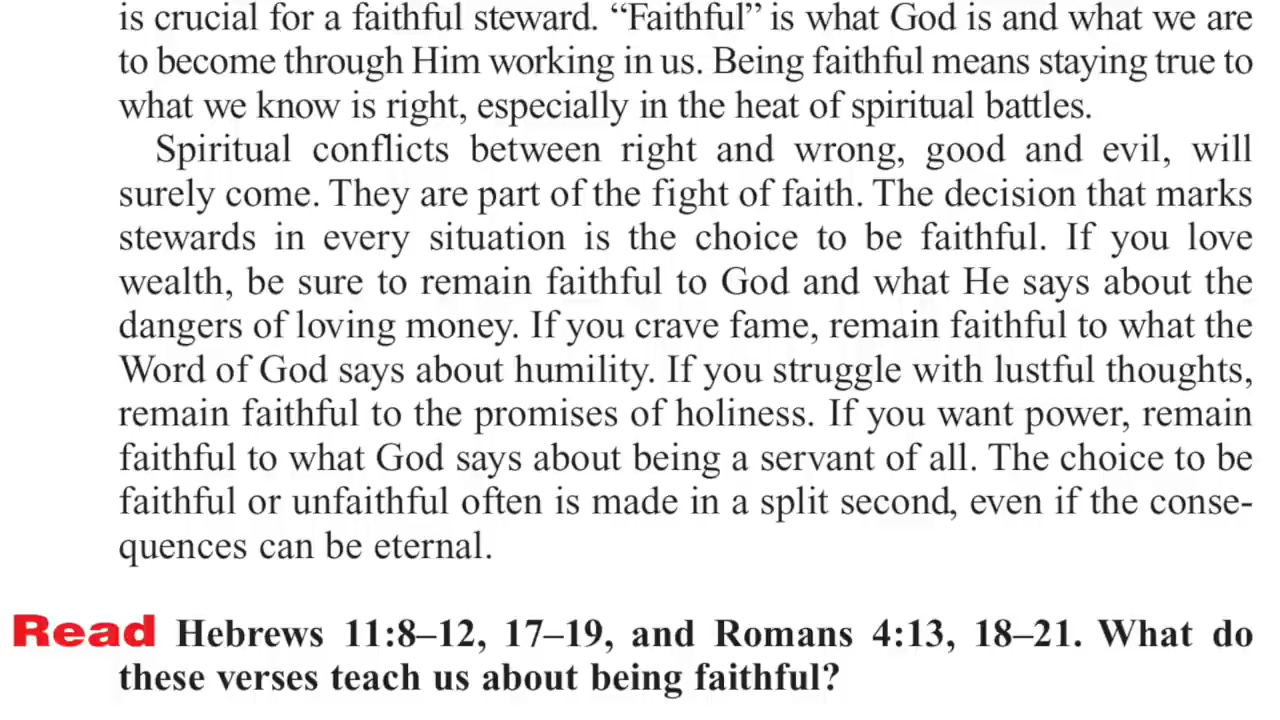 is crucial for a faithful steward. “Faithful” is what God is and what we are
to become through Him working in us. Being faithful means staying true to
what we know is right, especially in the heat of spiritual battles.
Spiritual conflicts between right and wrong, good and evil, will
surely come. They are part of the fight of faith. The decision that marks
stewards in every situation is the choice to be faithful. If you love
wealth, be sure to remain faithful to God and what He says about the
dangers of loving money. If you crave fame, remain faithful to what the
Word of God says about humility. If you struggle with lustful thoughts,
remain faithful to the promises of holiness. If you want power, remain
faithful to what God says about being a servant of all. The choice to be
faithful or unfaithful often is made in a split second, even if the conse-
quences can be eternal.
Read Hebrews 11:8–12, 17–19, and Romans 4:13, 18–21. What do
these verses teach us about being faithful?